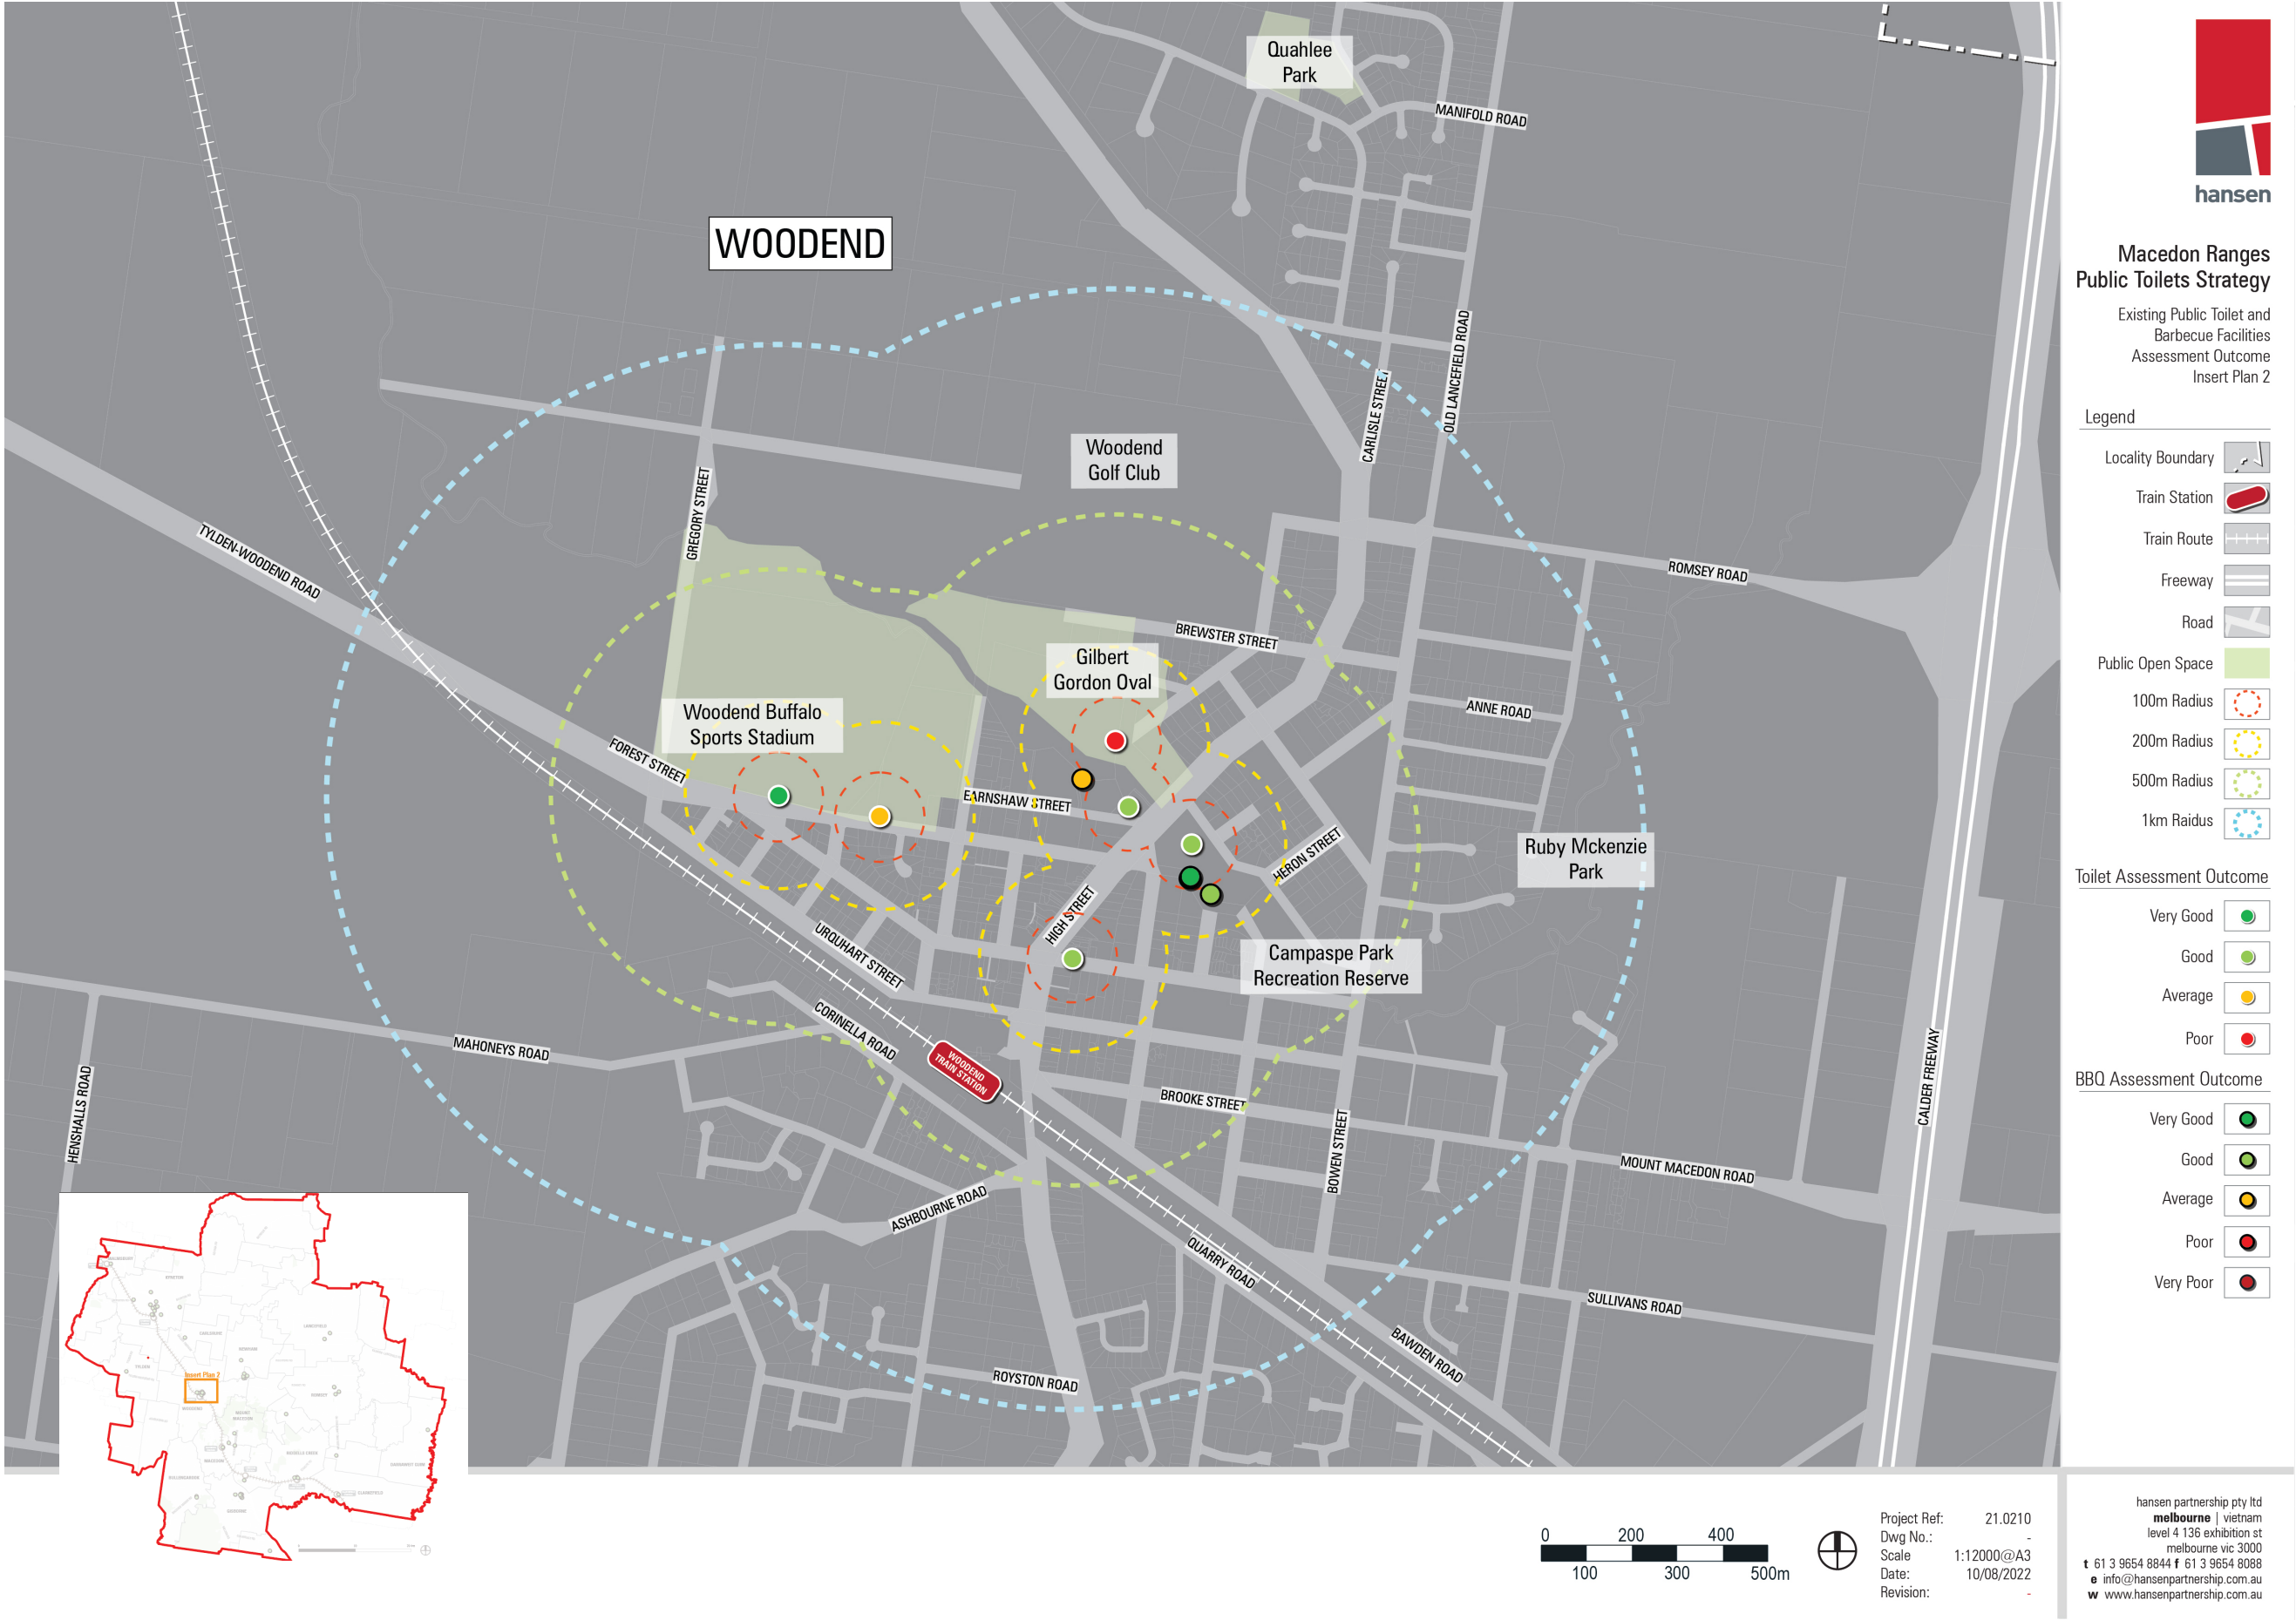 Quahlee
Park
MANIFOLD ROAD
WOODEND
CARLISLE STREET
OLD LANCEFIELD ROAD
Woodend
Golf Club
GREGORY STREET
TYLDEN-WOODEND ROAD
ROMSEY ROAD
BREWSTER STREET
Gilbert
Gordon Oval
ANNE ROAD
Woodend Buffalo
Sports Stadium
FOREST STREET
EARNSHAW STREET
HERON STREET
Ruby Mckenzie
Park
HIGH STREET
URQUHART STREET
Campaspe Park
Recreation Reserve
CORINELLA ROAD
MAHONEYS ROAD
WOODEND
TRAIN STATION
HENSHALLS ROAD
BROOKE STREET
BOWEN STREET
CALDER FREEWAY
MOUNT MACEDON ROAD
ASHBOURNE ROAD
QUARRY ROAD
SULLIVANS ROAD
BAWDEN ROAD
ROYSTON ROAD
Insert Plan 2
hansen
Macedon Ranges
Public Toilets Strategy
Existing Public Toilet and
Barbecue Facilities
Assessment Outcome
Insert Plan 2
Legend
Locality Boundary
Train Station
Train Route
Freeway
Road
Public Open Space
100m Radius
200m Radius
500m Radius
1km Raidus
Toilet Assessment Outcome
Very Good
Good
Average
Poor
BBQ Assessment Outcome
Very Good
Good
Average
Poor
Very Poor
0 200 400
100 300 500m
Project Ref: 21.0210
Dwg No.: -
Scale 1:12000@A3
Date: 10/08/2022
Revision: -
hansen partnership pty ltd
melbourne | vietnam
level 4 136 exhibition st
melbourne vic 3000
t 61 3 9654 8844 f 61 3 9654 8088
e info@hansenpartnership.com.au
w www.hansenpartnership.com.au